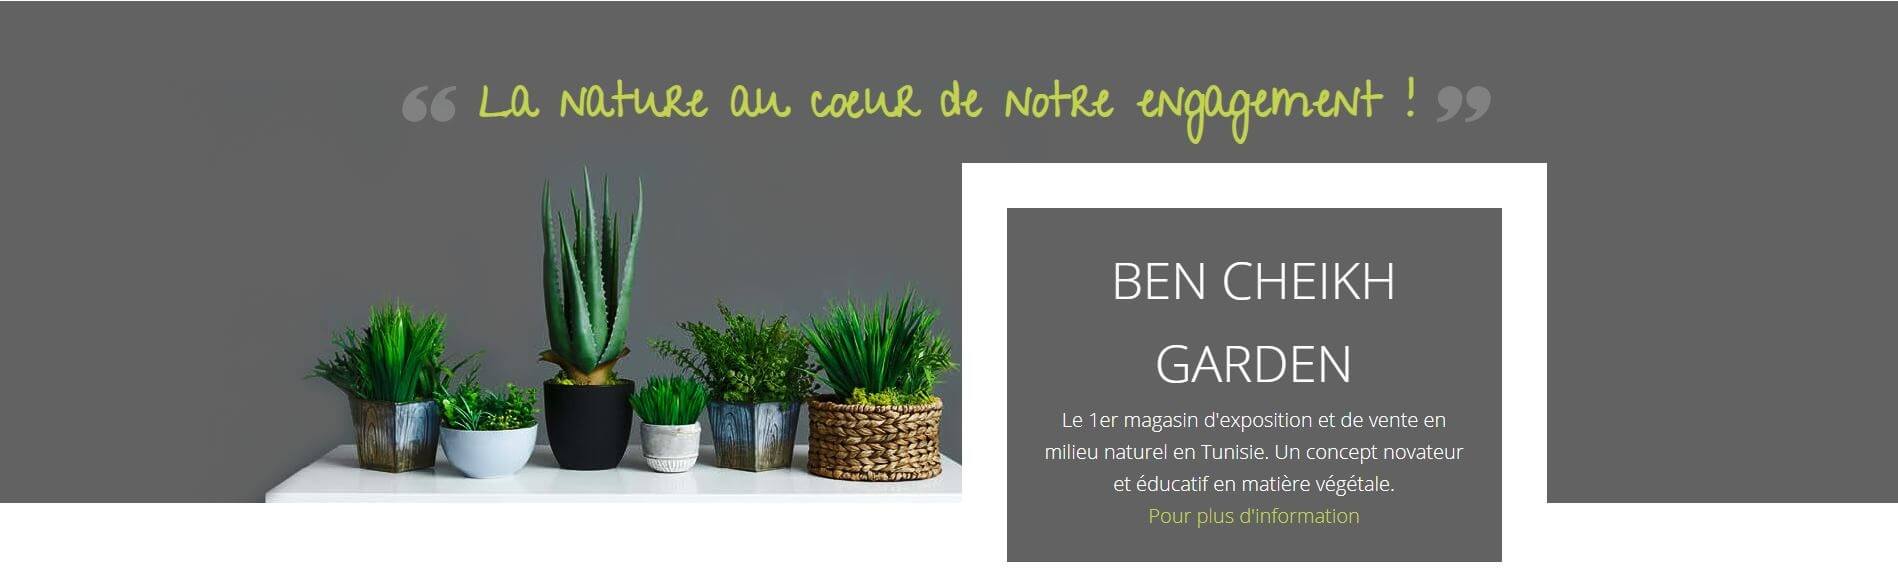 “ La nature au coeur de notre engagement ! ”
BEN CHEIKH
GARDEN
Le 1er magasin d'exposition et de vente en
milieu naturel en Tunisie. Un concept novateur
et éducatif en matière végétale.
Pour plus d'information